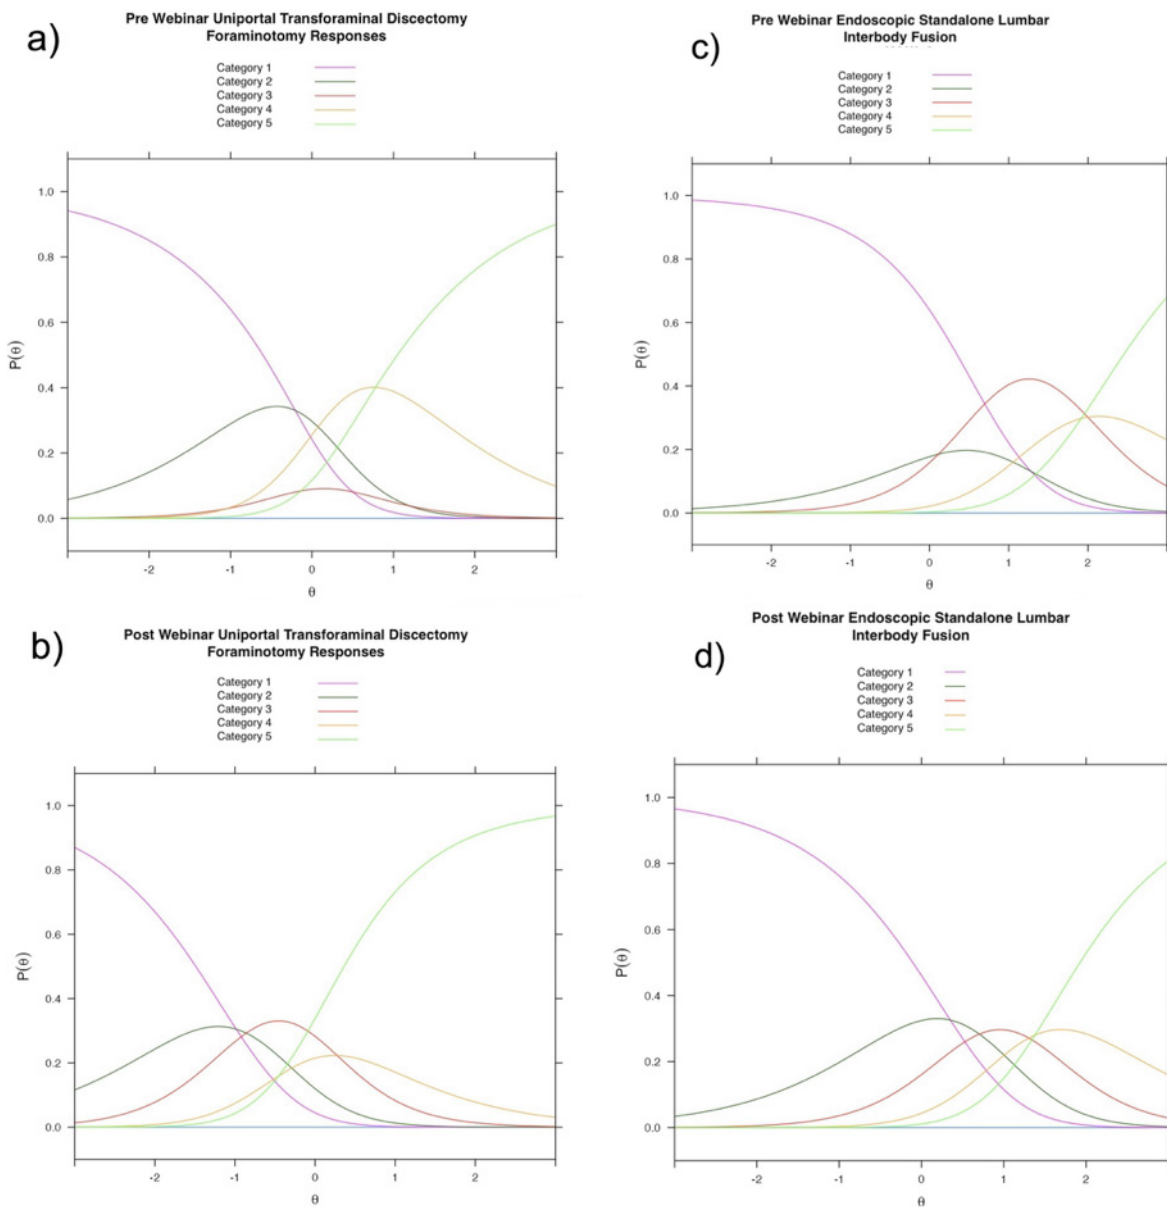 a)
Pre Webinar Uniportal Transforaminal Discectomy
Foraminotomy Responses
Category 1
Category 2
Category 3
Category 4
Category 5
1.0
0.8
0.6
0.4
0.2
0.0
P(θ)
-2
-1
0
1
2
θ
c)
Pre Webinar Endoscopic Standalone Lumbar
Interbody Fusion
Category 1
Category 2
Category 3
Category 4
Category 5
1.0
0.8
0.6
0.4
0.2
0.0
P(θ)
-2
-1
0
1
2
θ
b)
Post Webinar Uniportal Transforaminal Discectomy
Foraminotomy Responses
Category 1
Category 2
Category 3
Category 4
Category 5
1.0
0.8
0.6
0.4
0.2
0.0
P(θ)
-2
-1
0
1
2
θ
d)
Post Webinar Endoscopic Standalone Lumbar
Interbody Fusion
Category 1
Category 2
Category 3
Category 4
Category 5
1.0
0.8
0.6
0.4
0.2
0.0
P(θ)
-2
-1
0
1
2
θ